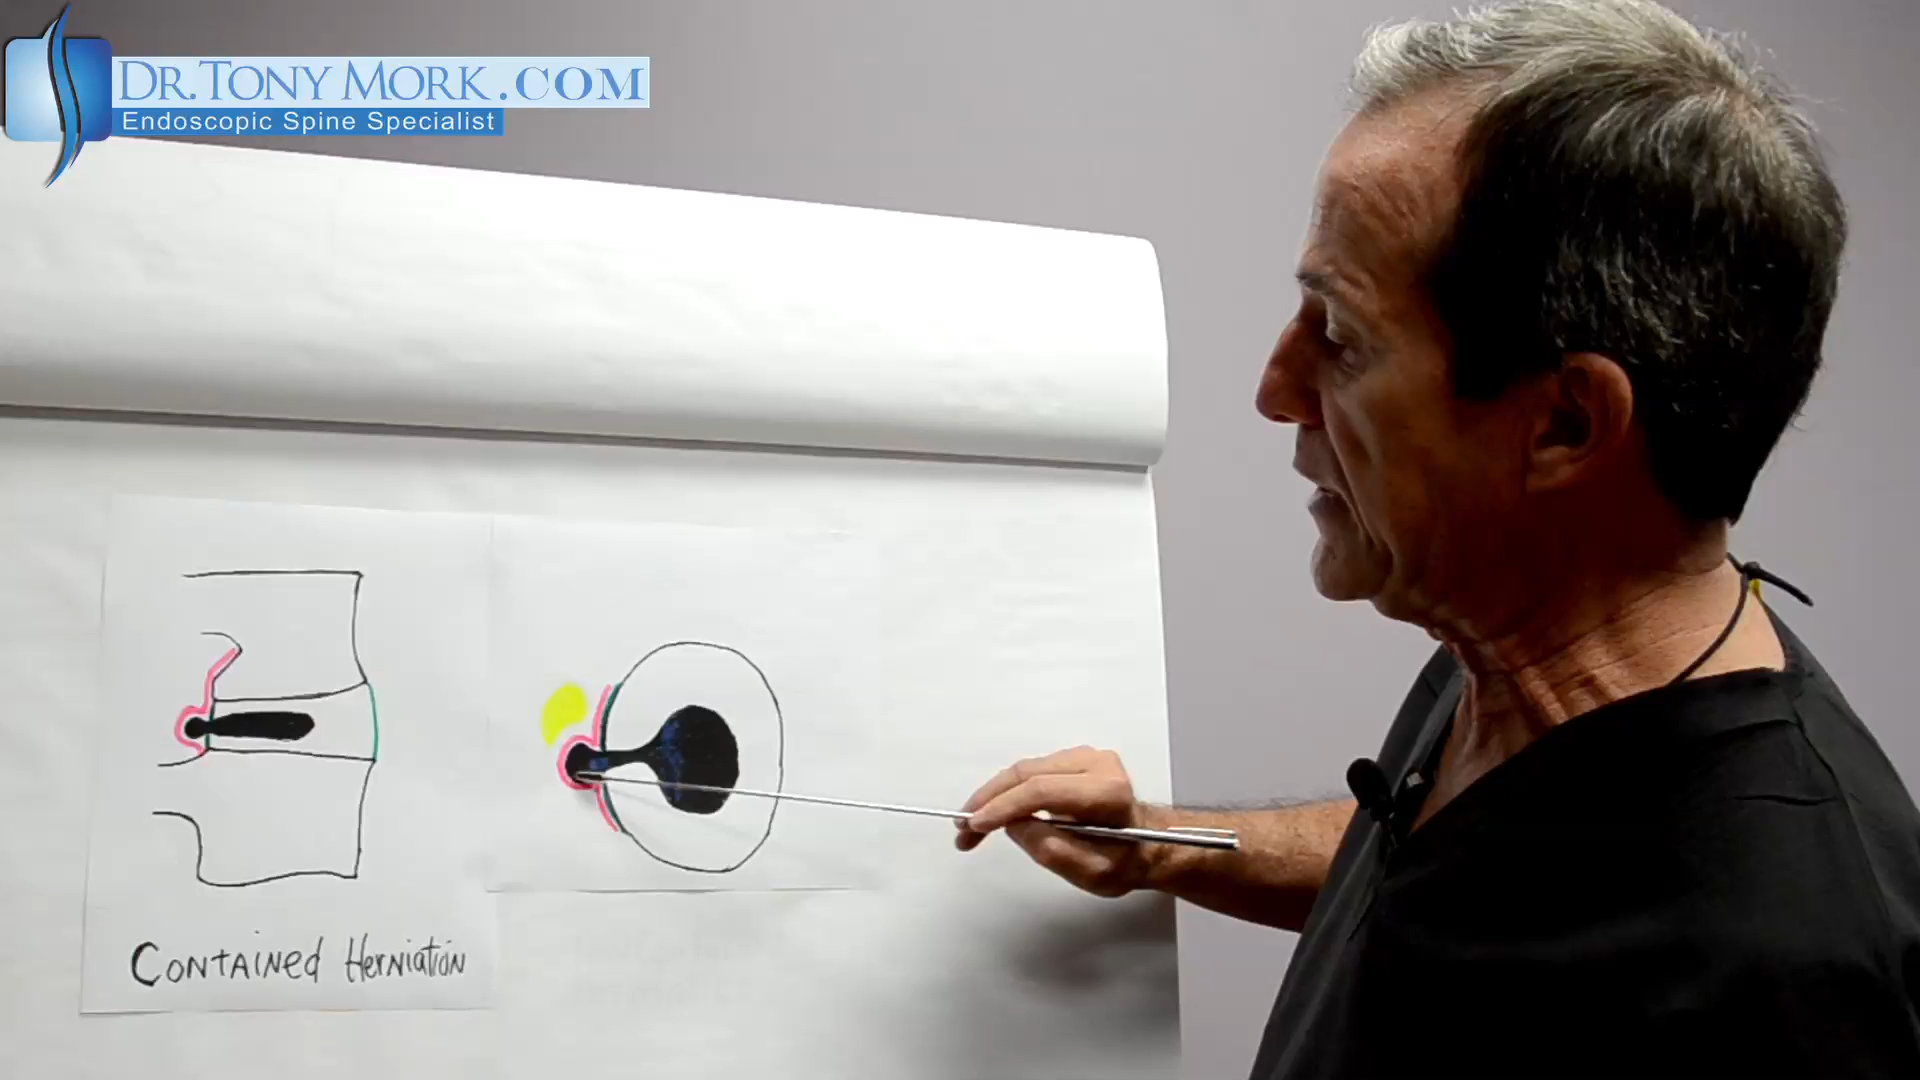 DR. TONY MORK.COM
Endoscopic Spine Specialist
CONTAINED HerNiATiON